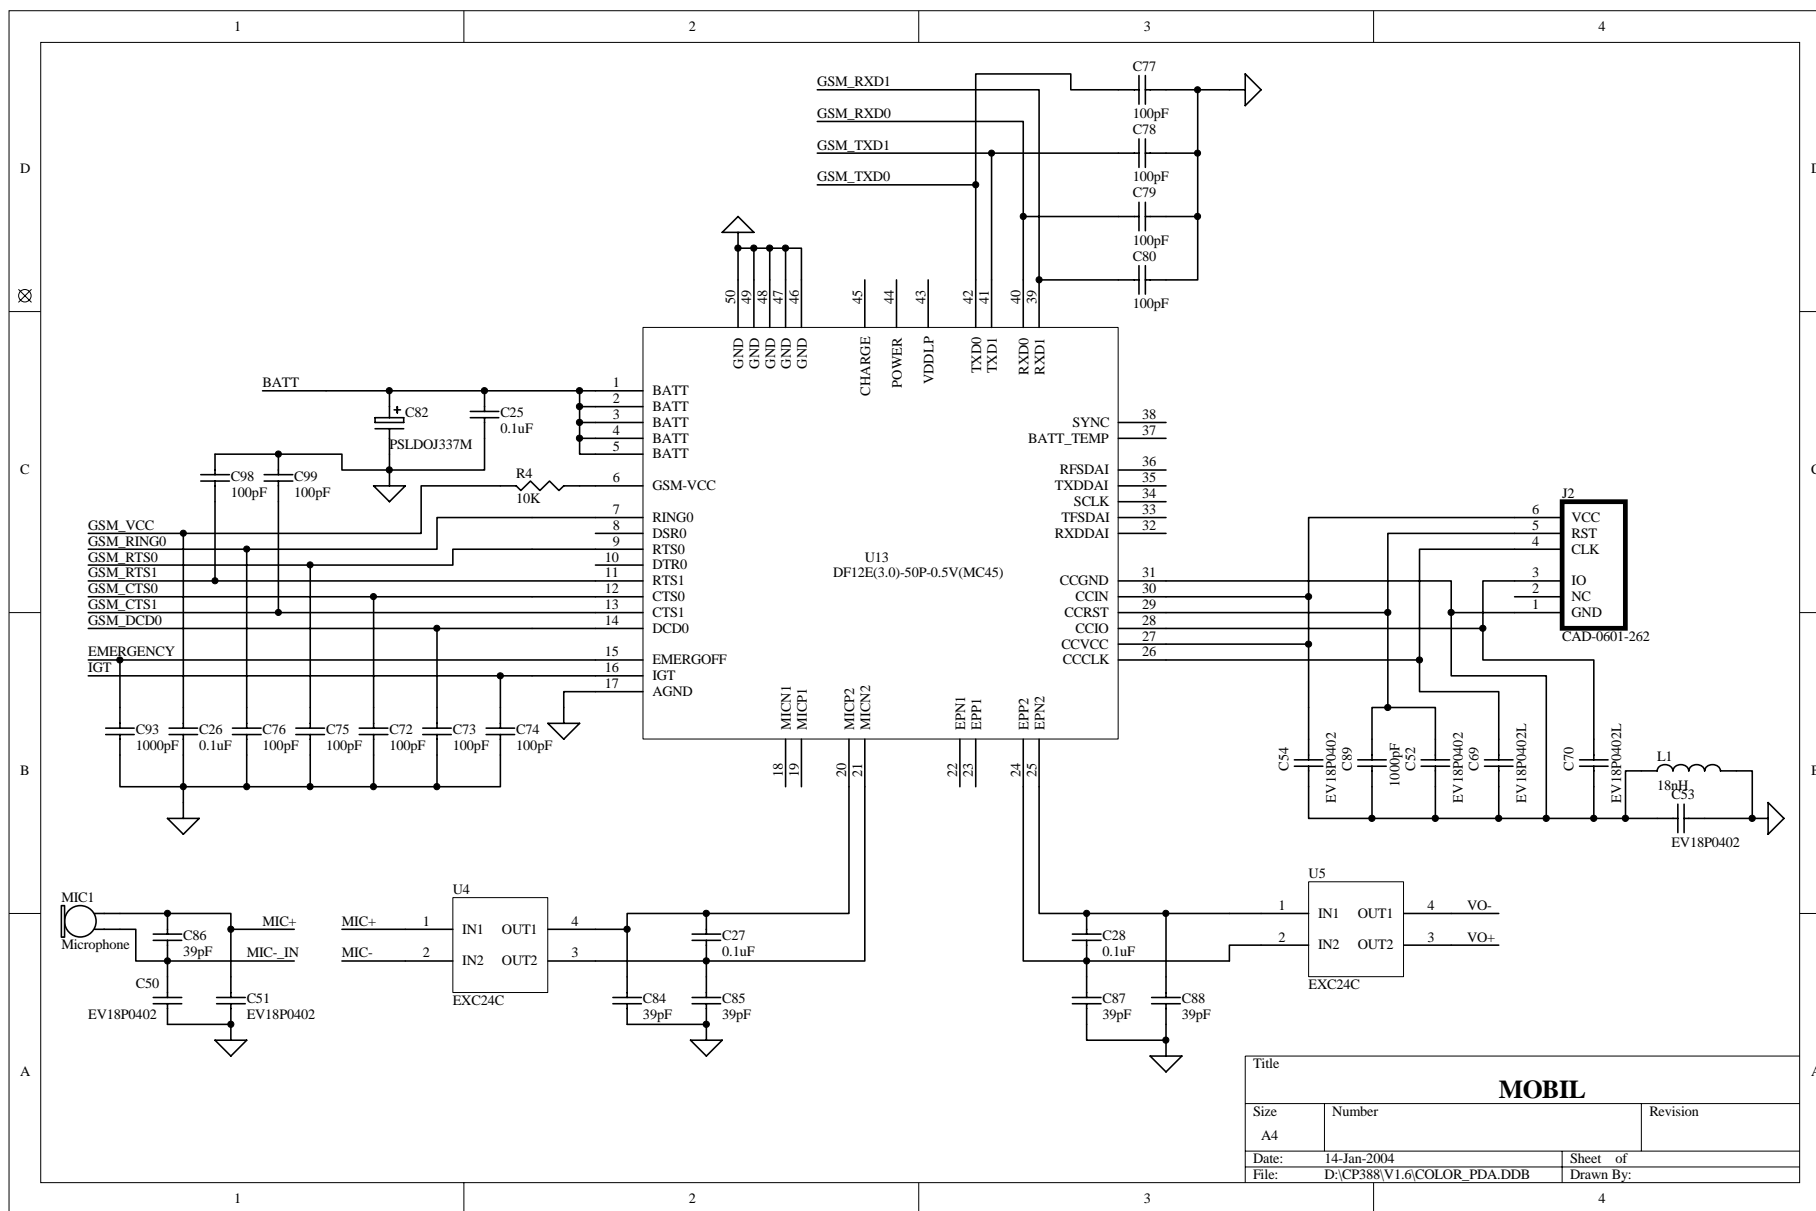 1 2 3 4
D
C
B
A
GSM_RXD1
GSM_RXD0
GSM_TXD1
GSM_TXD0
C77
100pF
C78
100pF
C79
100pF
C80
100pF
50 49 48 47 46 45 44 43 42 41 40 39
GND GND GND GND GND CHARGE POWER VDDLP TXD0 TXD1 RXD0 RXD1
BATT
+ C82
PSLDOJ337M
C25
0.1uF
C98
100pF
C99
100pF
R4
10K
GSM_VCC
GSM_RING0
GSM_RTS0
GSM_RTS1
GSM_CTS0
GSM_CTS1
GSM_DCD0
EMERGENCY
IGT
1 BATT
2 BATT
3 BATT
4 BATT
5 BATT
6 GSM-VCC
7 RING0
8 DSR0
9 RTS0
10 DTR0
11 RTS1
12 CTS0
13 CTS1
14 DCD0
15 EMERGOFF
16 IGT
17 AGND
U13
DF12E(3.0)-50P-0.5V(MC45)
SYNC 38
BATT_TEMP 37
RFSDAI 36
TXDDAI 35
SCLK 34
TFSDAI 33
RXDDAI 32
CCGND 31
CCIN 30
CCRST 29
CCIO 28
CCVCC 27
CCCLK 26
J2
6 VCC
5 RST
4 CLK
3 IO
2 NC
1 GND
CAD-0601-262
MICN1 MICP1 MICP2 MICN2 EPN1 EPP1 EPP2 EPN2
18 19 20 21 22 23 24 25
C93
1000pF
C26
0.1uF
C76
100pF
C75
100pF
C72
100pF
C73
100pF
C74
100pF
C54
EV18P0402
C89
1000pF
C52
EV18P0402
C69
EV18P0402L
C70
EV18P0402L
L1
18nH
C53
EV18P0402
MIC1
Microphone
C86
39pF
C50
EV18P0402
C51
EV18P0402
MIC+
MIC-_IN
MIC+
MIC-
U4
1 IN1 OUT1 4
2 IN2 OUT2 3
EXC24C
C27
0.1uF
C84
39pF
C85
39pF
C28
0.1uF
C87
39pF
C88
39pF
U5
1 IN1 OUT1 4 VO-
2 IN2 OUT2 3 VO+
EXC24C
Title
MOBIL
Size Number Revision
A4
Date: 14-Jan-2004 Sheet of
File: D:\CP388\V1.6\COLOR_PDA.DDB Drawn By:
1 2 3 4